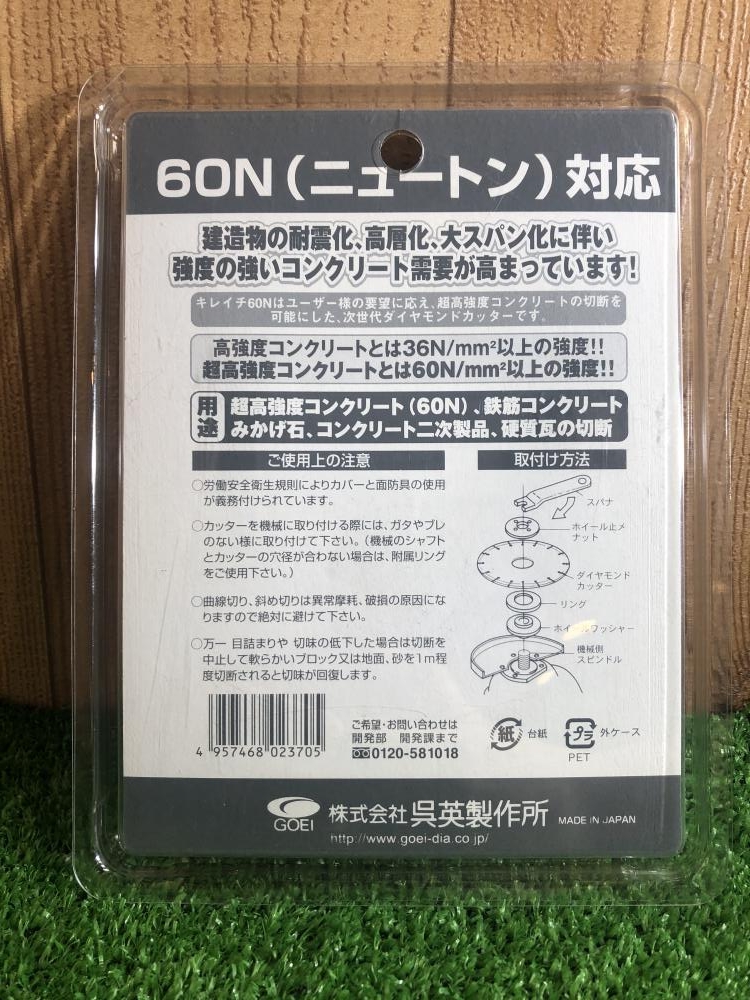 60N（ニュートン）対応
建造物の耐震化、高層化、大スパン化に伴い
強度の強いコンクリート需要が高まっています!
キレイチ60Nはユーザー様の要望に応え、超高強度コンクリートの切断を
可能にした、次世代ダイヤモンドカッターです。
高強度コンクリートとは36N/mm²以上の強度!!
超高強度コンクリートとは60N/mm²以上の強度!!
用途
超高強度コンクリート（60N）、鉄筋コンクリート
みかげ石、コンクリート二次製品、硬質瓦の切断
ご使用上の注意
○労働安全衛生規則によりカバーと面防具の使用
が義務付けられています。
○カッターを機械に取り付ける際には、ガタやブレ
のない様に取り付けて下さい。（機械のシャフト
とカッターの穴径が合わない場合は、附属リング
をご使用下さい。）
○曲線切り、斜め切りは異常摩耗、破損の原因にな
りますので絶対に避けて下さい。
○万一 目詰まりや 切味の低下した場合は切断を
中止して軟らかいブロック又は地面、砂を1m程
度切断されると切味が回復します。
取付け方法
スパナ
ホイール止メ
ナット
ダイヤモンド
カッター
リング
ホイールワッシャー
機械側
スピンドル
4 957468 023705
ご希望・お問い合わせは
開発部 開発課まで
0120-581018
紙 台紙
プラ 外ケース
PET
GOEI 株式会社 呉英製作所 MADE IN JAPAN
http://www.goei-dia.co.jp/